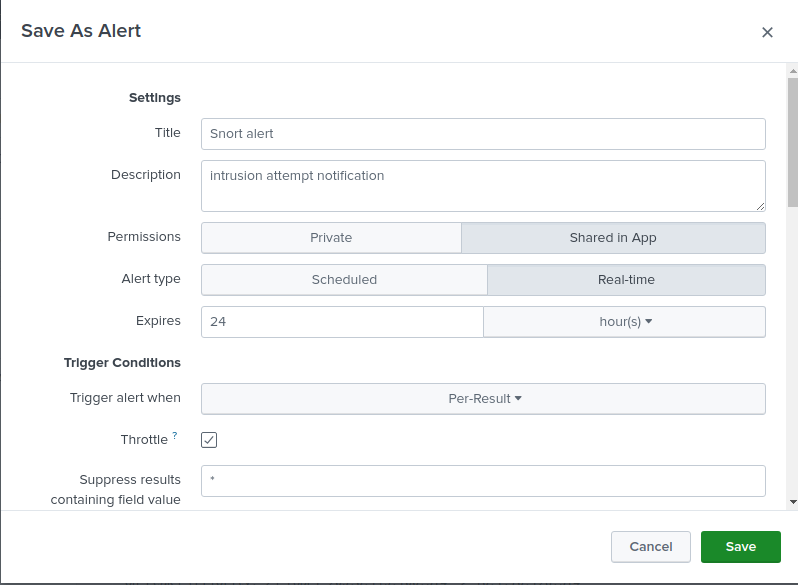 Save As Alert
Settings
Title
Snort alert
Description
intrusion attempt notification
Permissions
Private
Shared in App
Alert type
Scheduled
Real-time
Expires
24
hour(s)
Trigger Conditions
Trigger alert when
Per-Result
Throttle ?
Suppress results
containing field value
*
Cancel
Save